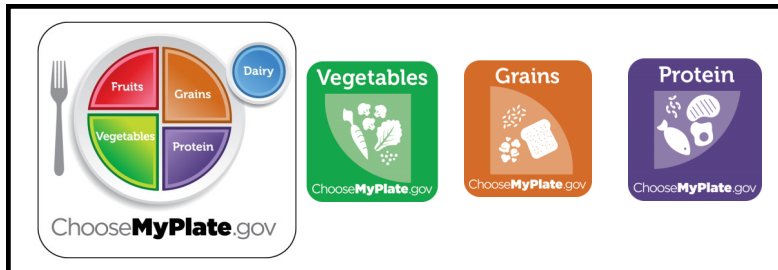 Fruits
Grains
Dairy
Vegetables
Protein
ChooseMyPlate.gov
Vegetables
ChooseMyPlate.gov
Grains
ChooseMyPlate.gov
Protein
ChooseMyPlate.gov